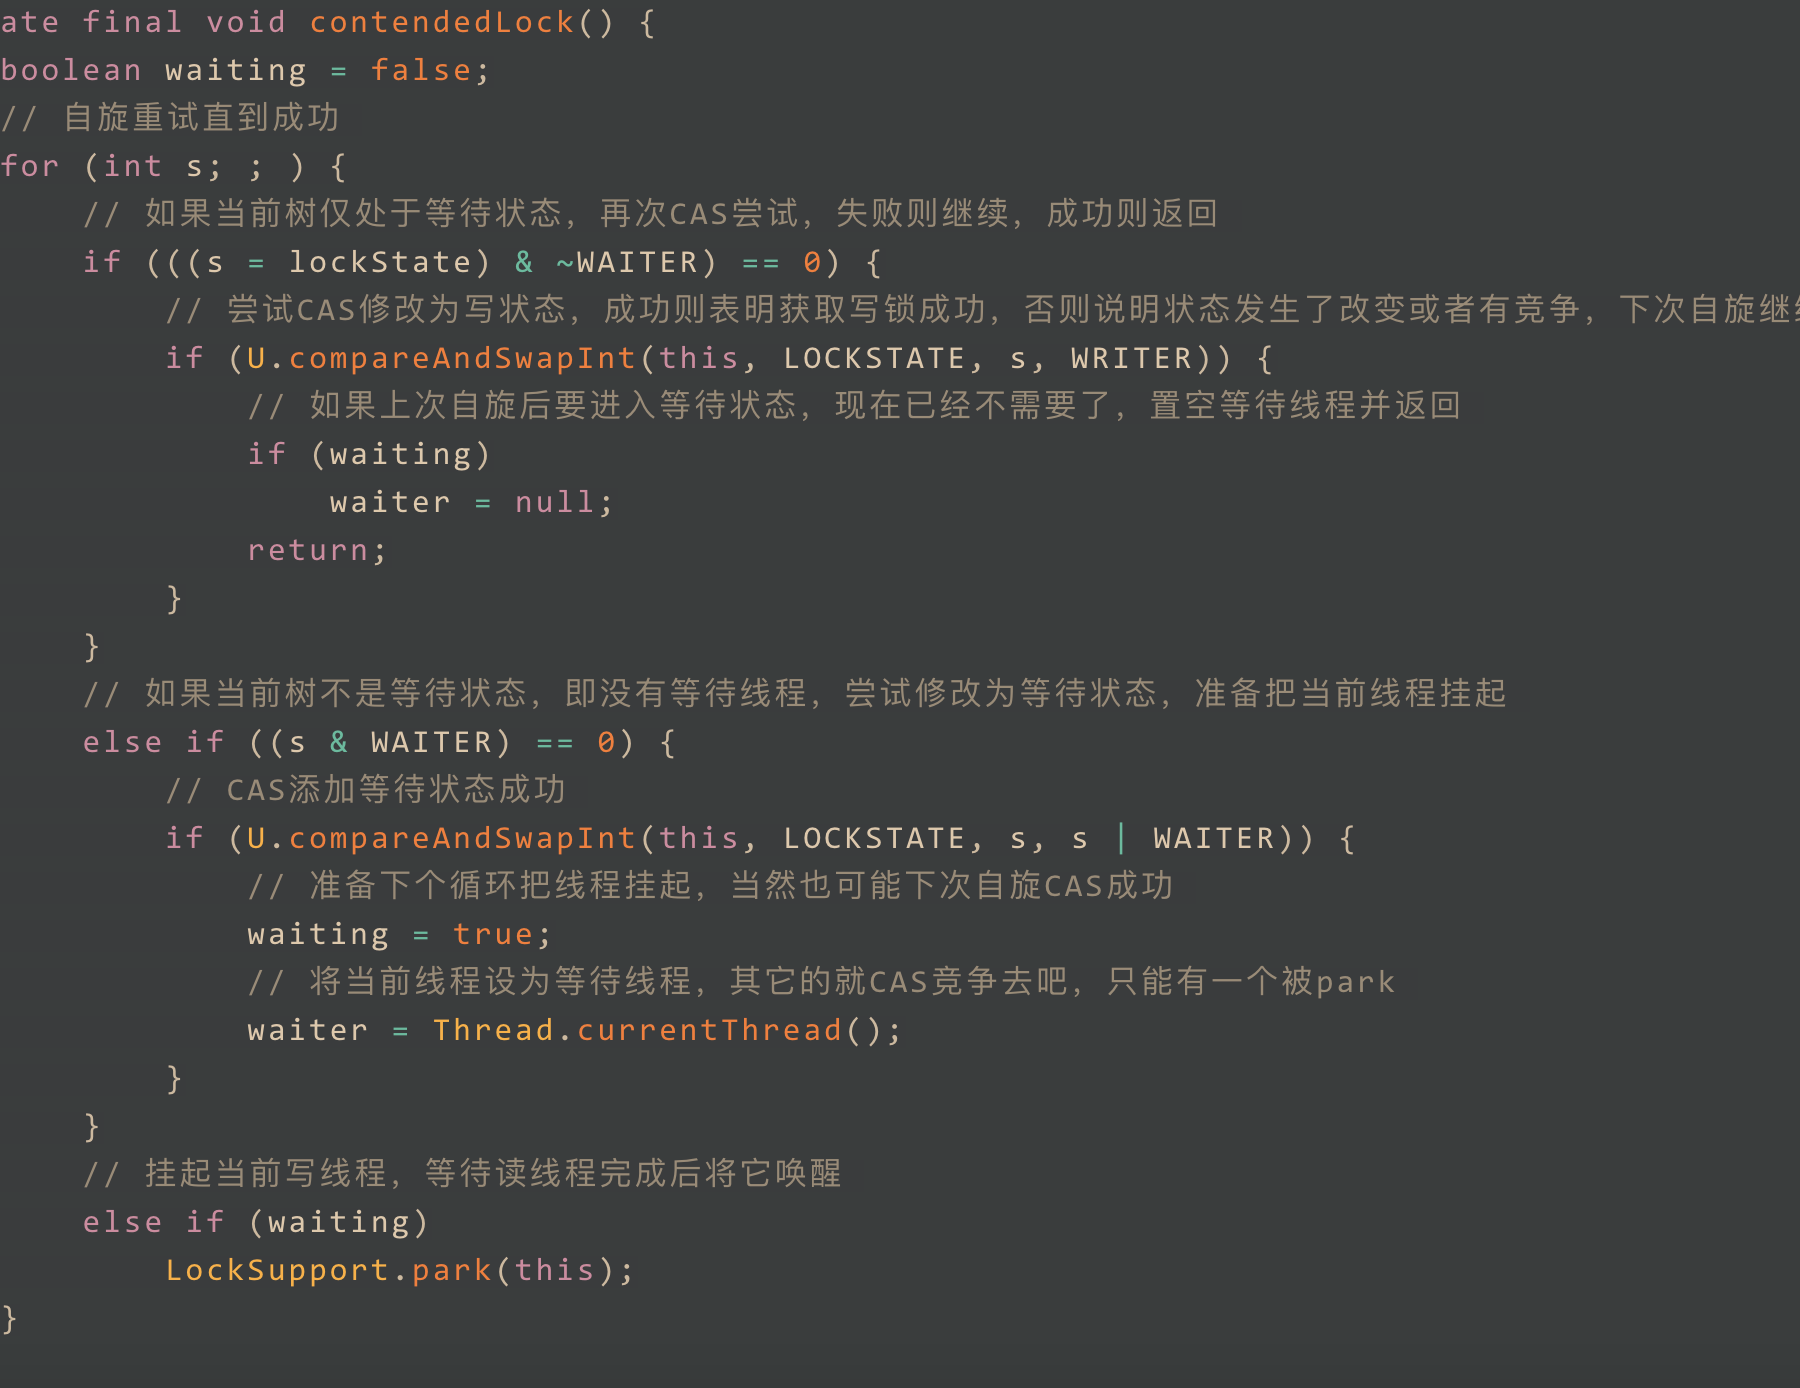 ate final void contendedLock() {
boolean waiting = false;
// 自旋重试直到成功
for (int s; ; ) {
// 如果当前树仅处于等待状态，再次CAS尝试，失败则继续，成功则返回
if (((s = lockState) & ~WAITER) == 0) {
// 尝试CAS修改为写状态，成功则表明获取写锁成功，否则说明状态发生了改变或者有竞争，下次自旋继
if (U.compareAndSwapInt(this, LOCKSTATE, s, WRITER)) {
// 如果上次自旋后要进入等待状态，现在已经不需要了，置空等待线程并返回
if (waiting)
waiter = null;
return;
}
}
// 如果当前树不是等待状态，即没有等待线程，尝试修改为等待状态，准备把当前线程挂起
else if ((s & WAITER) == 0) {
// CAS添加等待状态成功
if (U.compareAndSwapInt(this, LOCKSTATE, s, s | WAITER)) {
// 准备下个循环把线程挂起，当然也可能下次自旋CAS成功
waiting = true;
// 将当前线程设为等待线程，其它的就CAS竞争去吧，只能有一个被park
waiter = Thread.currentThread();
}
}
// 挂起当前写线程，等待读线程完成后将它唤醒
else if (waiting)
LockSupport.park(this);
}